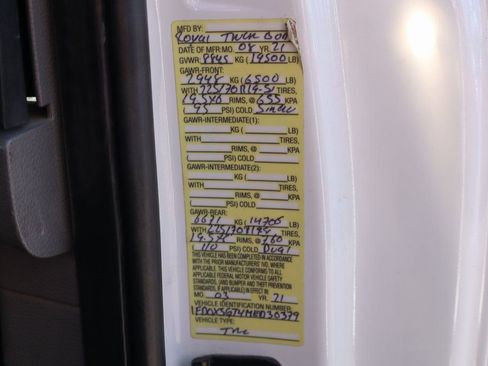 MFD BY:
Royal Truck Body
DATE OF MFR: MO. 08 YR. 21
GVWR: 8845 KG ( 19500 LB)
GAWR-FRONT:
2948 KG ( 6500 LB)
WITH 225/70R19.5 TIRES,
19.5X6 RIMS, @ 655 KPA
( 95 PSI) COLD Single
GAWR-INTERMEDIATE(1):
KG ( LB)
WITH TIRES,
RIMS, @ KPA
( PSI) COLD
GAWR-INTERMEDIATE(2):
KG ( LB)
WITH TIRES,
RIMS, @ KPA
( PSI) COLD
GAWR-REAR:
6671 KG ( 14706 LB)
WITH 225/70R19.5 TIRES,
19.5X6 RIMS, @ 760 KPA
( 110 PSI) COLD Dual
THIS VEHICLE HAS BEEN COMPLETED IN ACCORDANCE
WITH THE PRIOR MANUFACTURERS' IVD, WHERE
APPLICABLE. THIS VEHICLE CONFORMS TO ALL
APPLICABLE FEDERAL MOTOR VEHICLE SAFETY
STANDARDS, (AND BUMPER AND THEFT PREVENTION
STANDARDS, IF APPLICABLE) IN EFFECT IN:
MO. 03 YR. 21
VEHICLE IDENTIFICATION NUMBER:
VEHICLE TYPE: